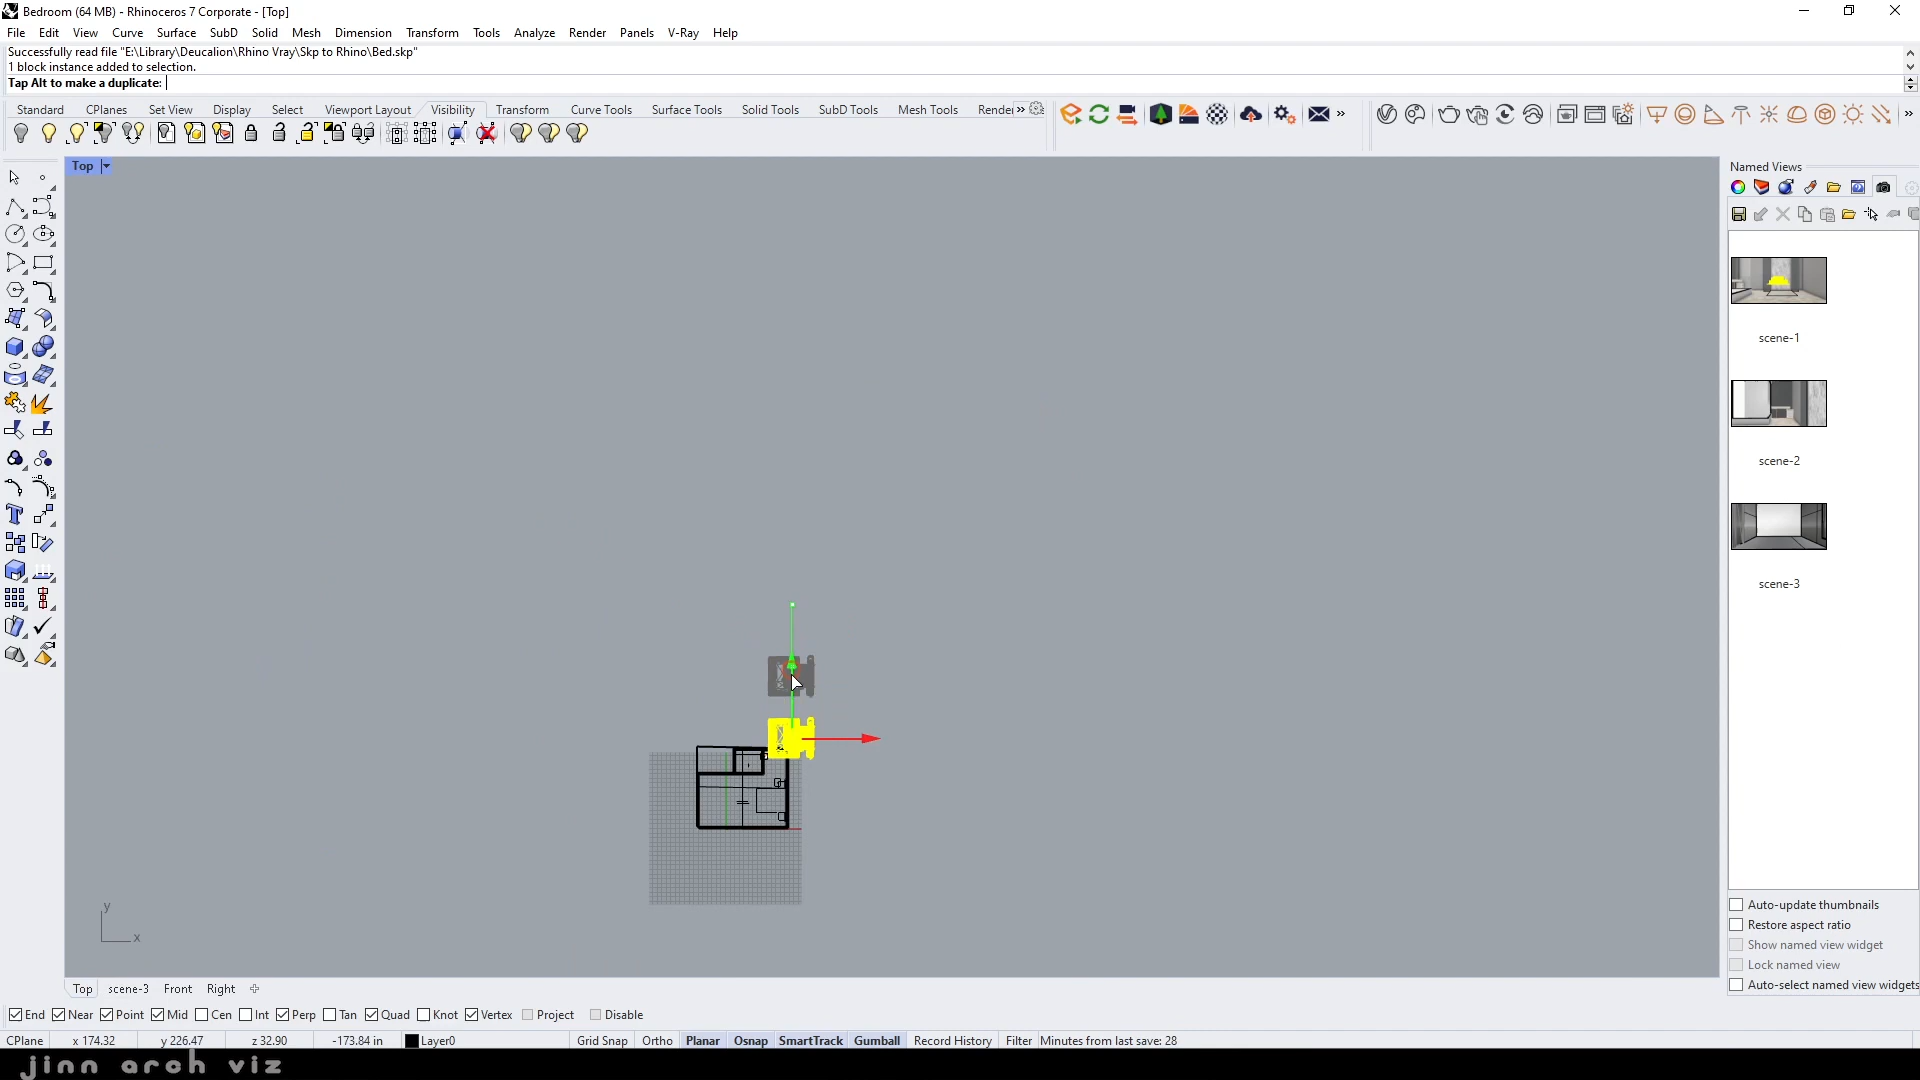 Bedroom (64 MB) - Rhinoceros 7 Corporate - [Top]
File Edit View Curve Surface SubD Solid Mesh Dimension Transform Tools Analyze Render Panels V-Ray Help
Successfully read file "E:\Library\Deucalion\Rhino Vray\Skp to Rhino\Bed.skp"
1 block instance added to selection.
Tap Alt to make a duplicate:
Standard CPlanes Set View Display Select Viewport Layout Visibility Transform Curve Tools Surface Tools Solid Tools SubD Tools Mesh Tools Render »
Top
Named Views
scene-1
scene-2
scene-3
y
x
Auto-update thumbnails
Restore aspect ratio
Show named view widget
Lock named view
Auto-select named view widgets
Top scene-3 Front Right
End Near Point Mid Cen Int Perp Tan Quad Knot Vertex Project Disable
CPlane x 174.32 y 226.47 z 32.90 -173.84 in Layer0 Grid Snap Ortho Planar Osnap SmartTrack Gumball Record History Filter Minutes from last save: 28
jinn arch viz